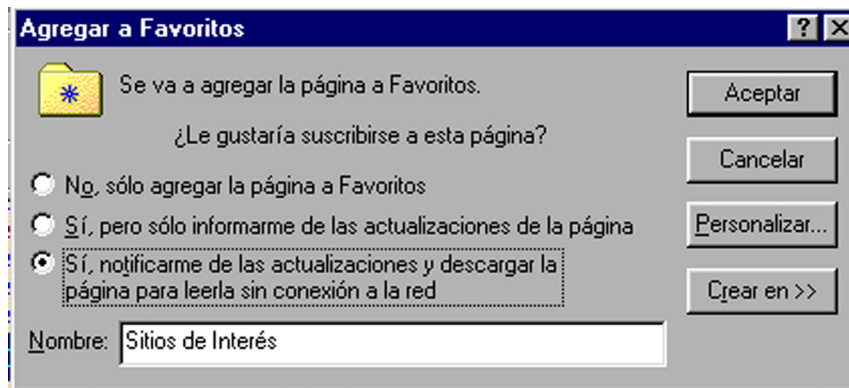 Agregar a Favoritos
Se va a agregar la página a Favoritos.
¿Le gustaría suscribirse a esta página?
No, sólo agregar la página a Favoritos
Sí, pero sólo informarme de las actualizaciones de la página
Sí, notificarme de las actualizaciones y descargar la
página para leerla sin conexión a la red
Nombre: Sitios de Interés
Aceptar
Cancelar
Personalizar...
Crear en >>